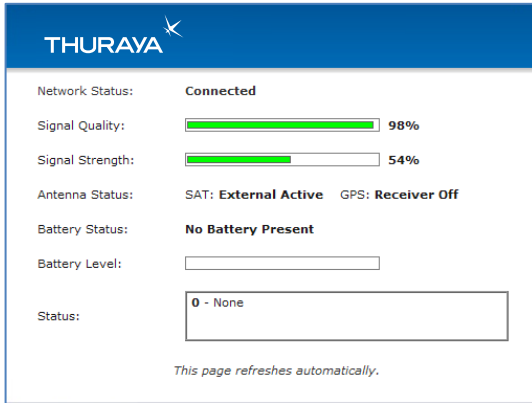 THURAYA
Network Status: Connected
Signal Quality: 98%
Signal Strength: 54%
Antenna Status: SAT: External Active GPS: Receiver Off
Battery Status: No Battery Present
Battery Level:
Status: 0 - None
This page refreshes automatically.